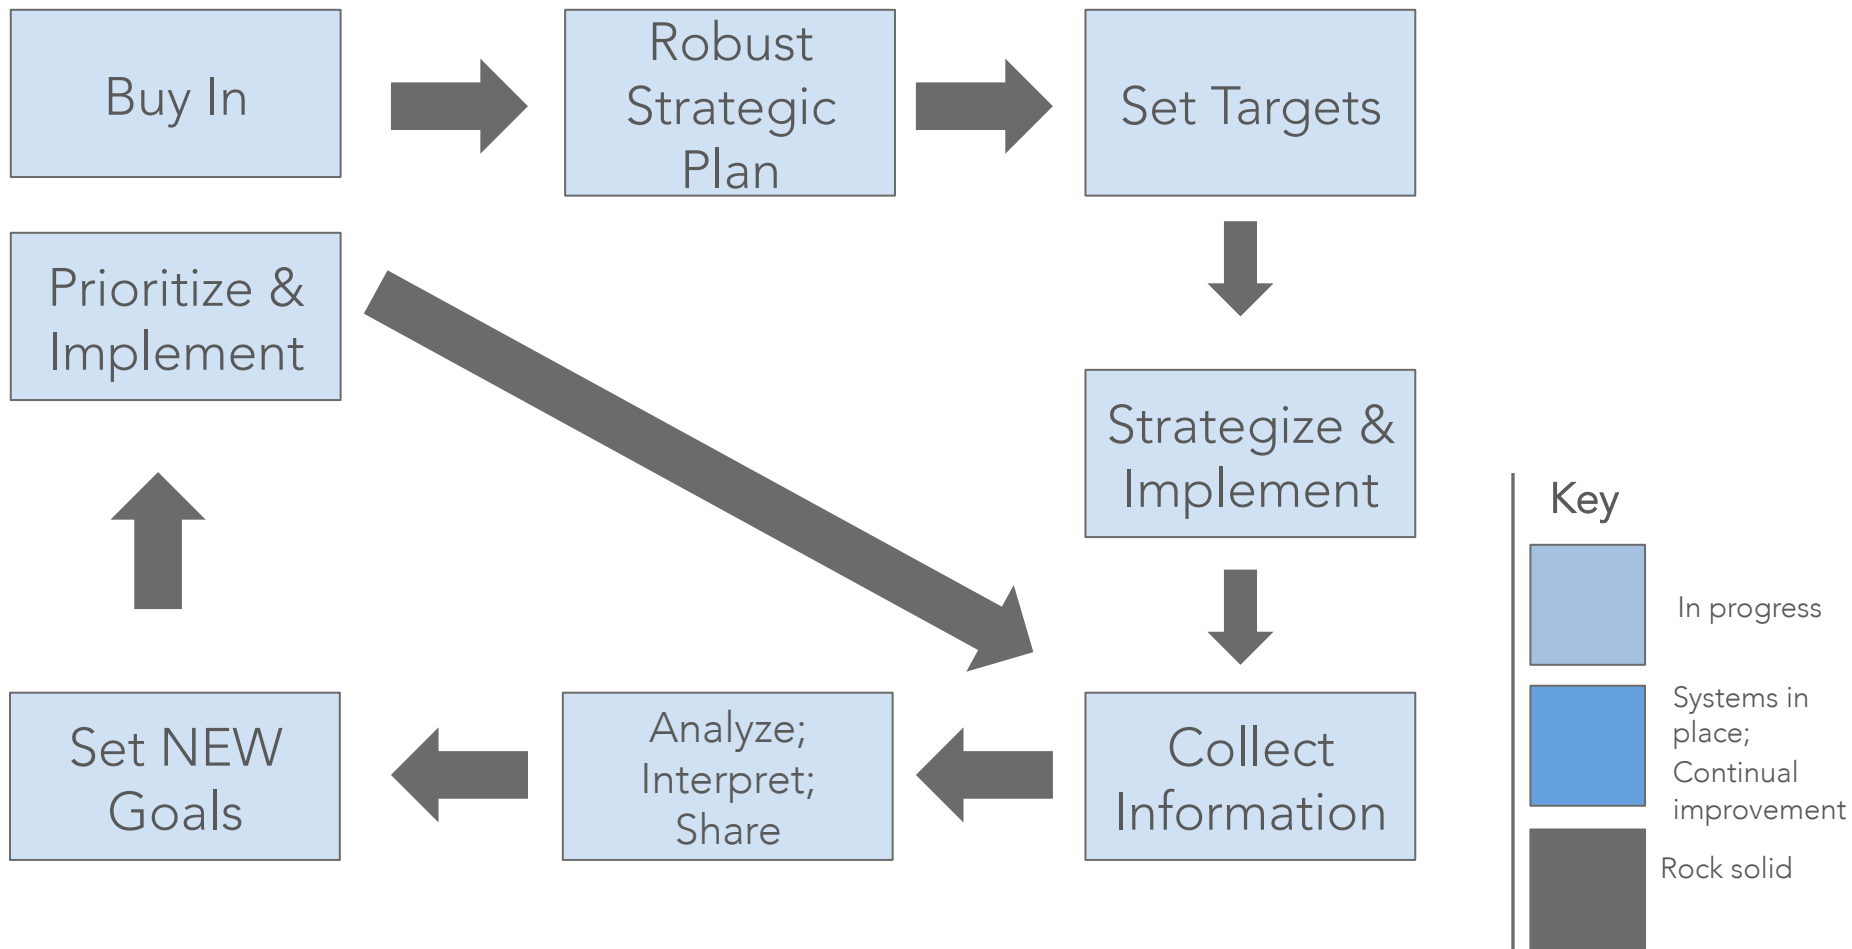 Buy In
Robust
Strategic
Plan
Set Targets
Prioritize &
Implement
Strategize &
Implement
Set NEW
Goals
Analyze;
Interpret;
Share
Collect
Information
Key
In progress
Systems in
place;
Continual
improvement
Rock solid